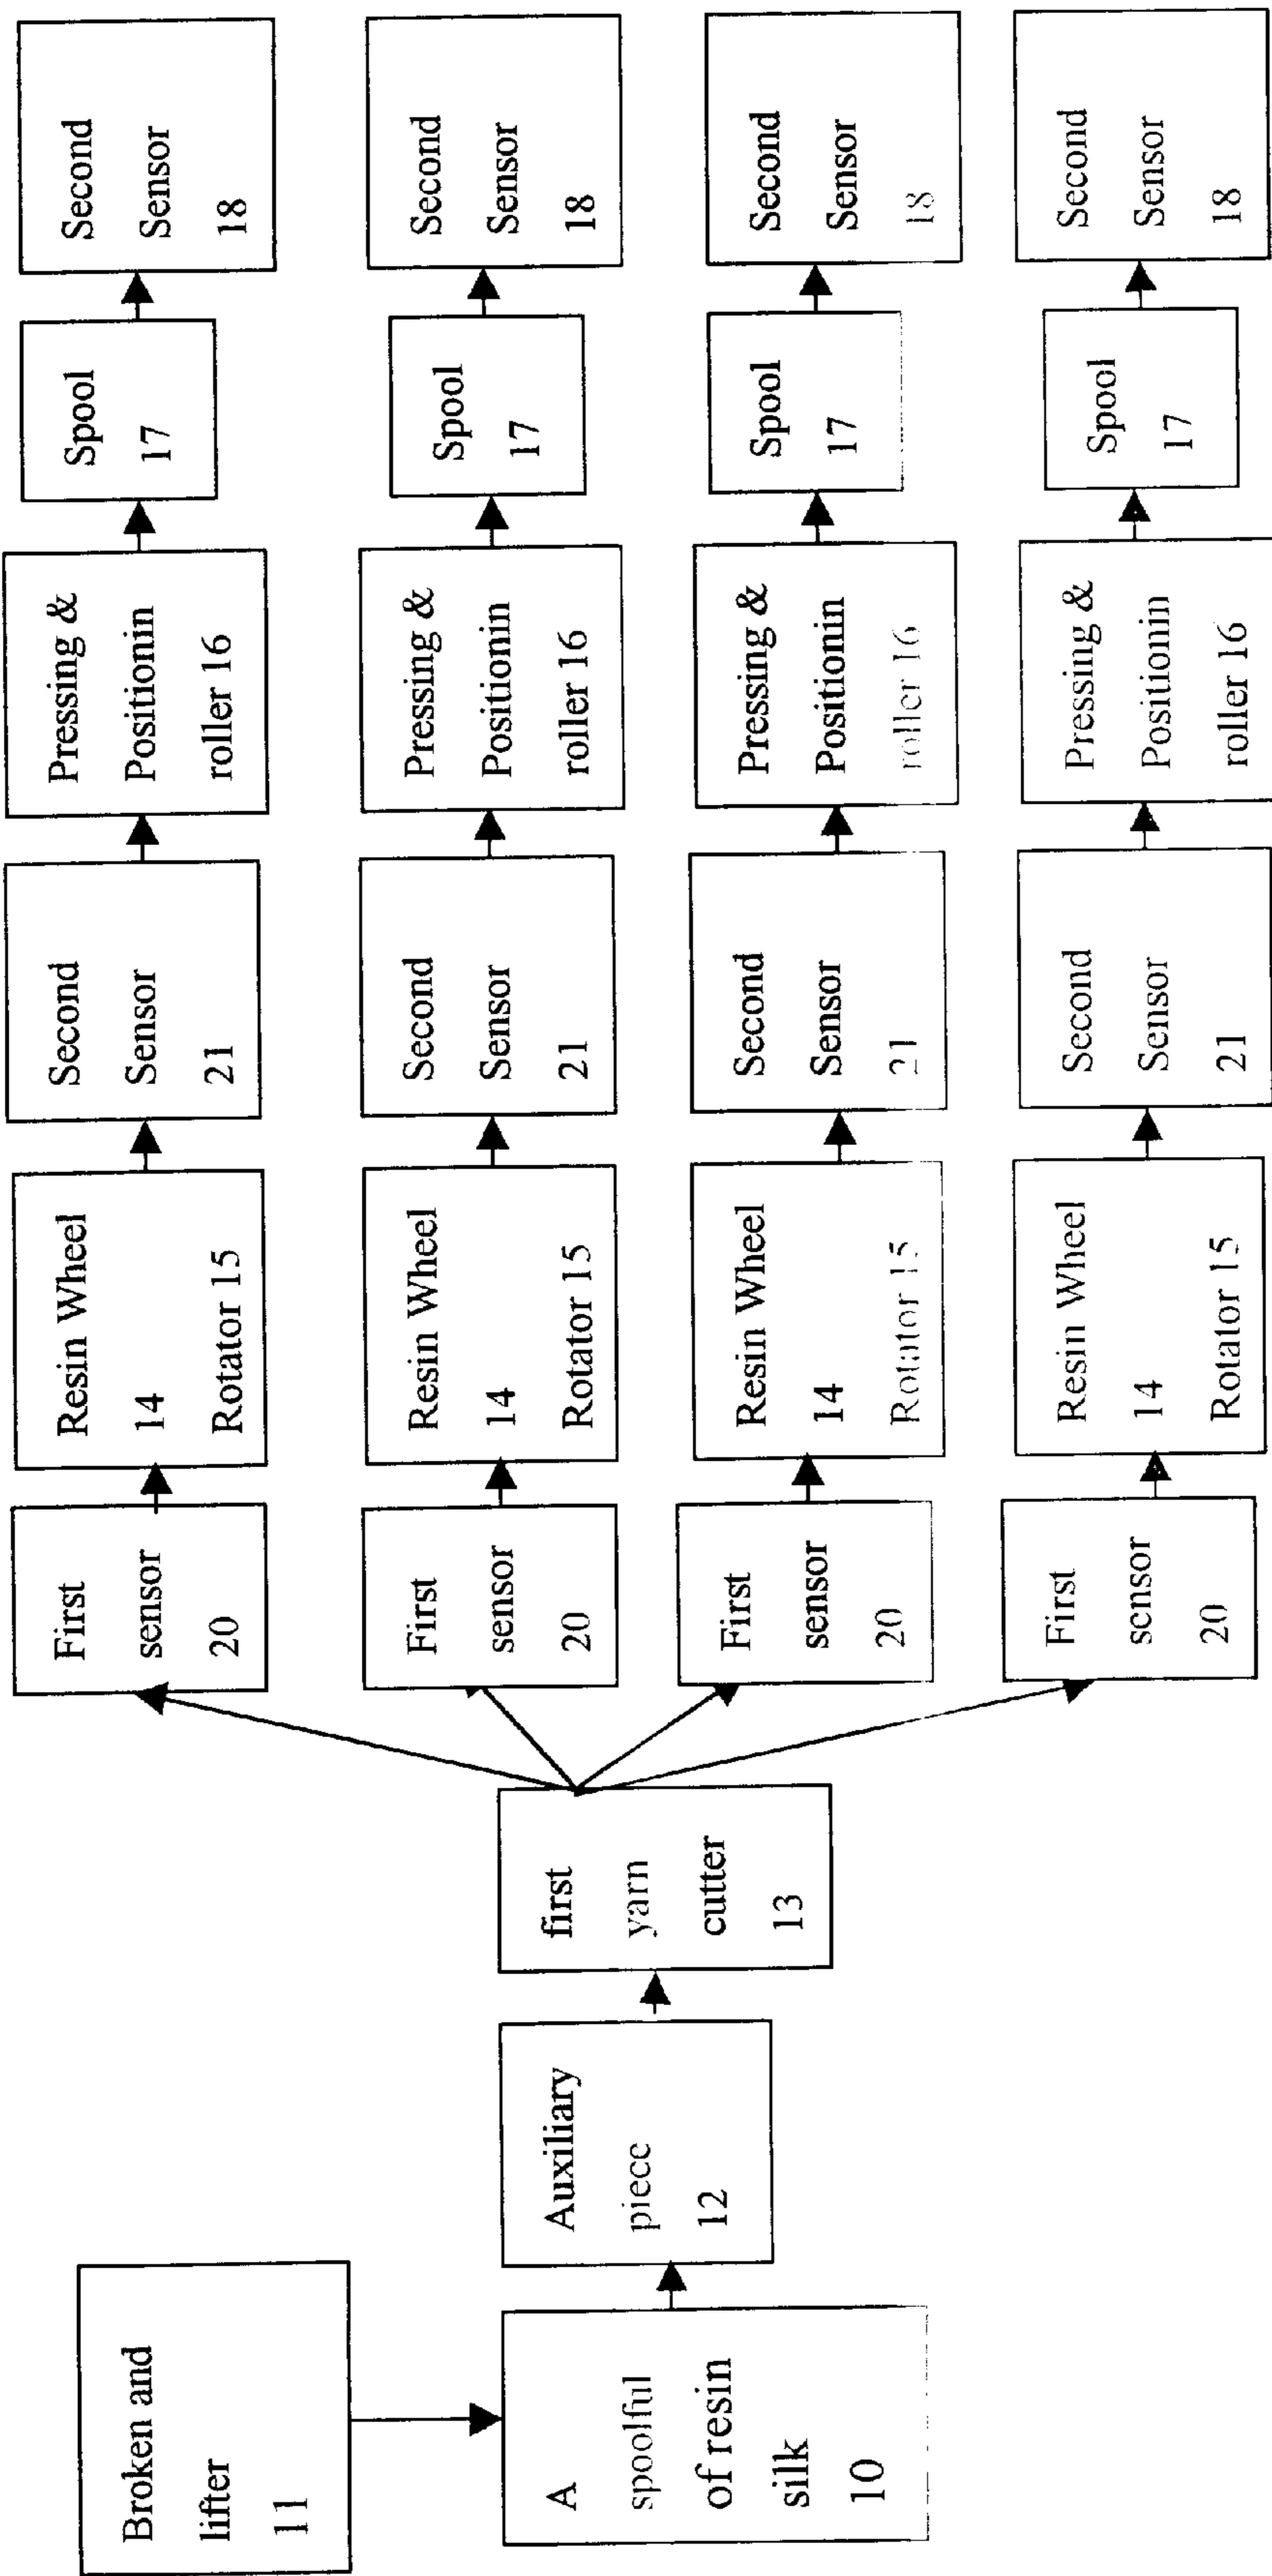 Broken and
lifter
11
A
spoolful
of resin
silk
10
Auxiliary
piece
12
first
yarn
cutter
13
First
sensor
20
Resin Wheel
14
Rotator 15
Second
Sensor
21
Pressing &
Positionin
roller 16
Spool
17
Second
Sensor
18
First
sensor
20
Resin Wheel
14
Rotator 15
Second
Sensor
21
Pressing &
Positionin
roller 16
Spool
17
Second
Sensor
18
First
sensor
20
Resin Wheel
14
Rotator 15
Second
Sensor
21
Pressing &
Positionin
roller 16
Spool
17
Second
Sensor
18
First
sensor
20
Resin Wheel
14
Rotator 15
Second
Sensor
21
Pressing &
Positionin
roller 16
Spool
17
Second
Sensor
18